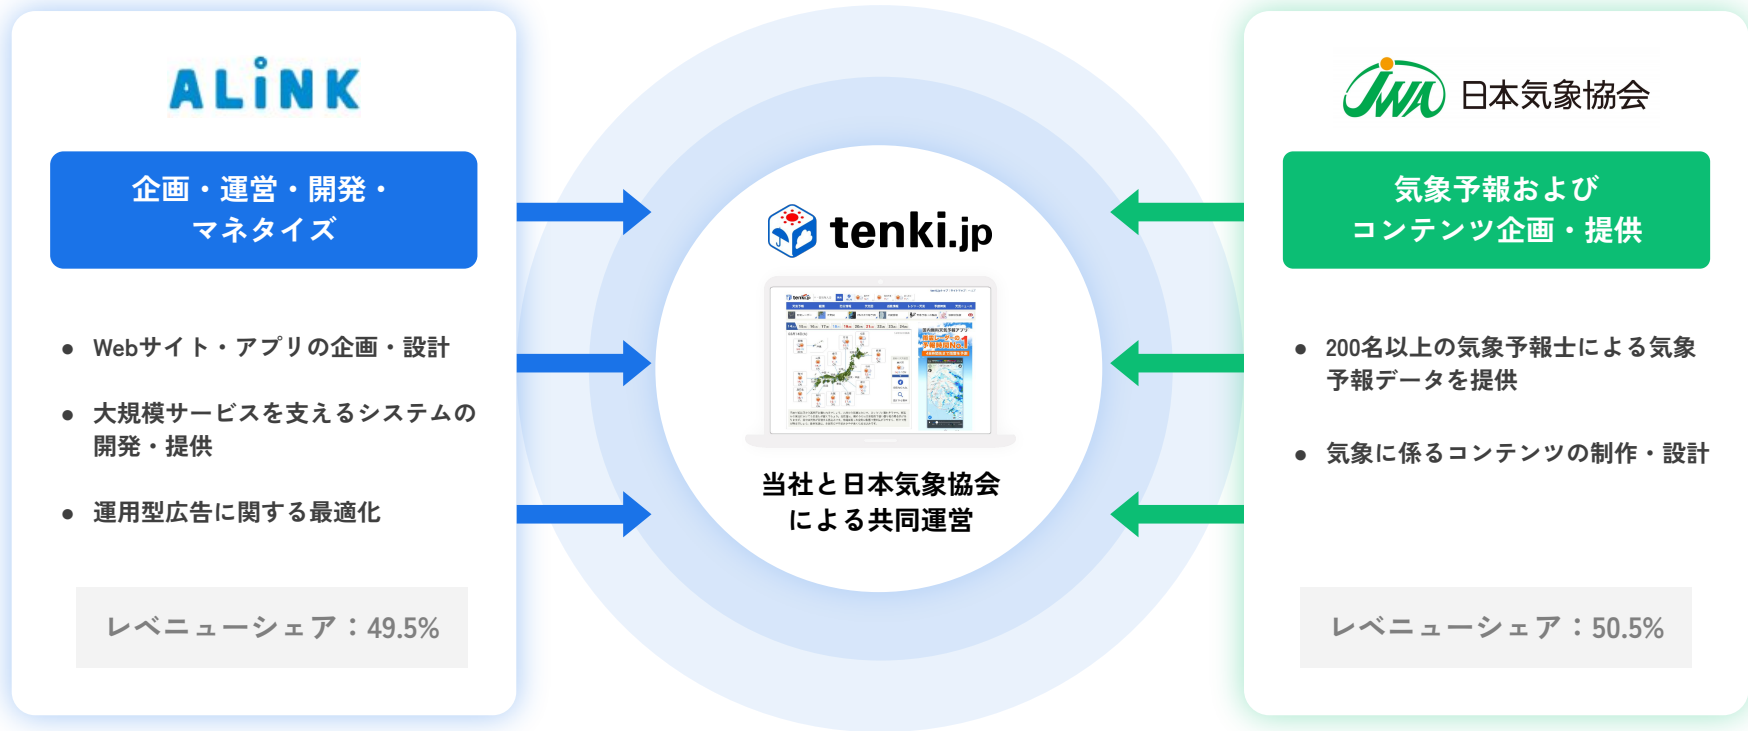 ALiNK
企画・運営・開発・
マネタイズ
● Webサイト・アプリの企画・設計
● 大規模サービスを支えるシステムの
開発・提供
● 運用型広告に関する最適化
レベニューシェア：49.5%
tenki.jp
当社と日本気象協会
による共同運営
JWA 日本気象協会
気象予報および
コンテンツ企画・提供
● 200名以上の気象予報士による気象
予報データを提供
● 気象に係るコンテンツの制作・設計
レベニューシェア：50.5%